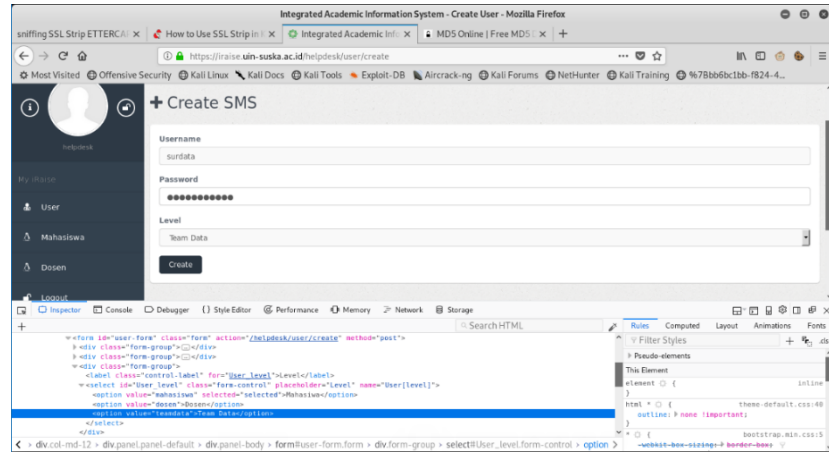 Integrated Academic Information System - Create User - Mozilla Firefox
sniffing SSL Strip ETTERCAP
How to Use SSL Strip in K
Integrated Academic Info
MD5 Online | Free MD5 D
https://iraise.uin-suska.ac.id/helpdesk/user/create
Most Visited Offensive Security Kali Linux Kali Docs Kali Tools Exploit-DB Aircrack-ng Kali Forums NetHunter Kali Training %7Bbb6bc1bb-f824-4...
Create SMS
helpdesk
My iRaise
User
Mahasiswa
Dosen
Logout
Username
surdata
Password
Level
Team Data
Create
Inspector Console Debugger {} Style Editor Performance Memory Network Storage
Search HTML
<form id="user-form" class="form" action="/helpdesk/user/create" method="post">
<div class="form-group"></div>
<div class="form-group"></div>
<div class="form-group">
<label class="control-label" for="User_level">Level</label>
<select id="User_level" class="form-control" placeholder="Level" name="User[level]">
<option value="mahasiswa" selected="selected">Mahasiwa</option>
<option value="dosen">Dosen</option>
<option value="teamdata">Team Data</option>
</select>
</div>
div.col-md-12 > div.panel.panel-default > div.panel-body > form#user-form.form > div.form-group > select#User_level.form-control > option
Rules Computed Layout Animations Fonts
Filter Styles
Pseudo-elements
This Element
element { inline
}
html * { theme-default.css:40
outline: none !important;
}
* { bootstrap.min.css:5
-webkit-box-sizing: border-box;